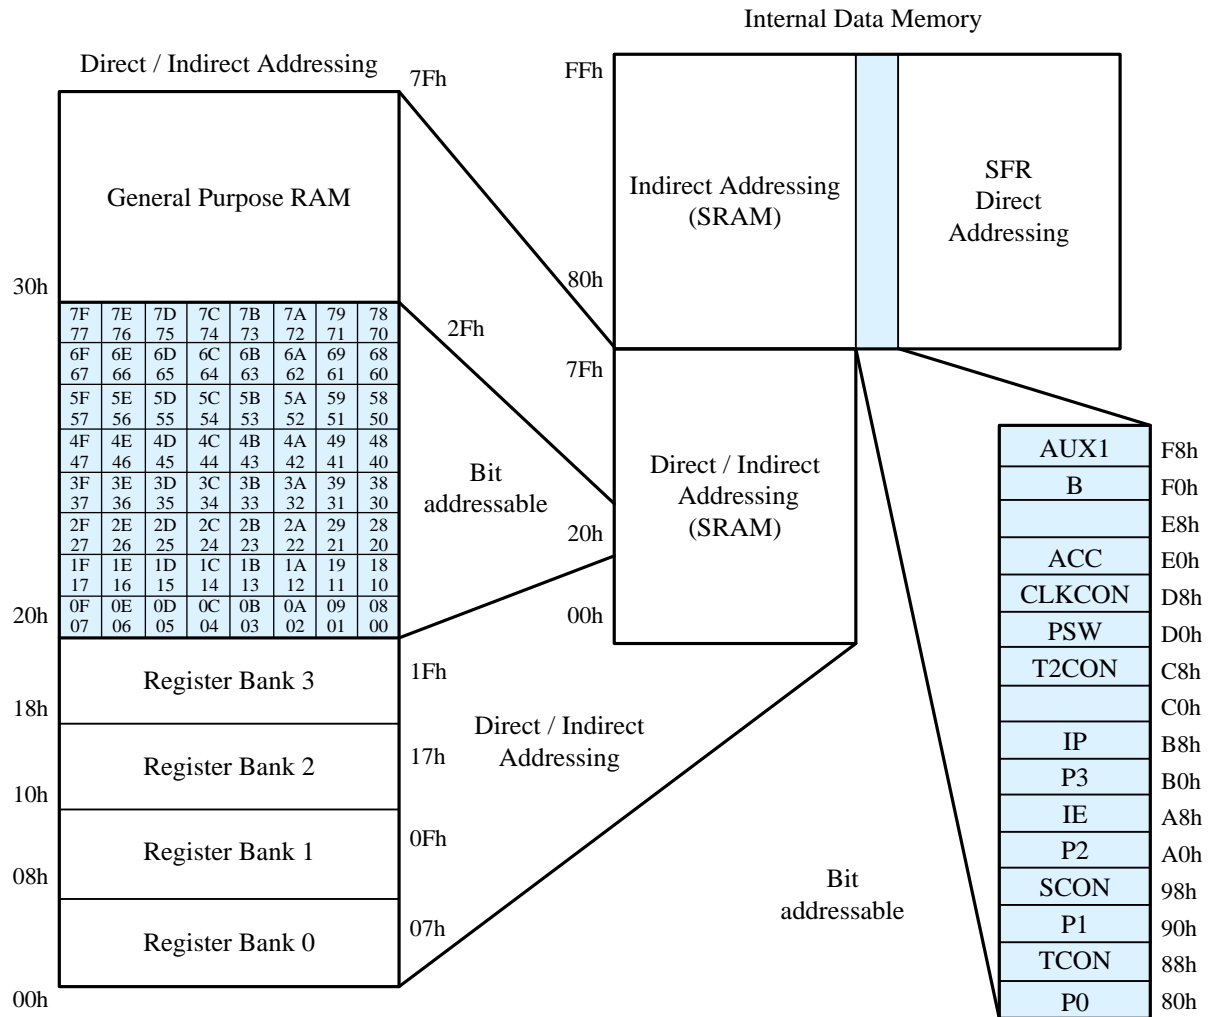 Internal Data Memory
Direct / Indirect Addressing
7Fh
General Purpose RAM
30h
7F 7E 7D 7C 7B 7A 79 78
77 76 75 74 73 72 71 70
6F 6E 6D 6C 6B 6A 69 68
67 66 65 64 63 62 61 60
5F 5E 5D 5C 5B 5A 59 58
57 56 55 54 53 52 51 50
4F 4E 4D 4C 4B 4A 49 48
47 46 45 44 43 42 41 40
3F 3E 3D 3C 3B 3A 39 38
37 36 35 34 33 32 31 30
2F 2E 2D 2C 2B 2A 29 28
27 26 25 24 23 22 21 20
1F 1E 1D 1C 1B 1A 19 18
17 16 15 14 13 12 11 10
0F 0E 0D 0C 0B 0A 09 08
07 06 05 04 03 02 01 00
20h
2Fh
Bit
addressable
Register Bank 3
1Fh
18h
Register Bank 2
17h
10h
Register Bank 1
0Fh
08h
Register Bank 0
07h
00h
Direct / Indirect
Addressing
FFh
Indirect Addressing
(SRAM)
80h
SFR
Direct
Addressing
7Fh
Direct / Indirect
Addressing
(SRAM)
20h
00h
Bit
addressable
AUX1 F8h
B F0h
E8h
ACC E0h
CLKCON D8h
PSW D0h
T2CON C8h
C0h
IP B8h
P3 B0h
IE A8h
P2 A0h
SCON 98h
P1 90h
TCON 88h
P0 80h